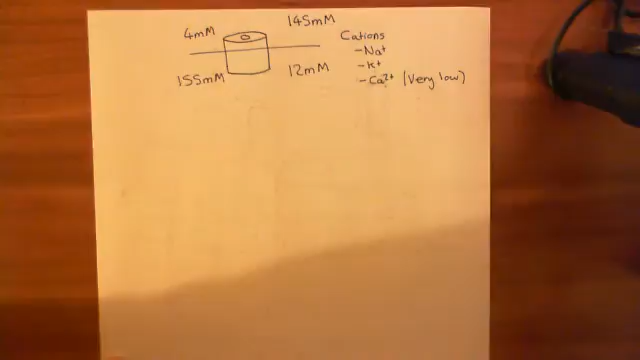 4mM
145mM
155mM
12mM
Cations
- Na⁺
- K⁺
- Ca²⁺ (Very low)